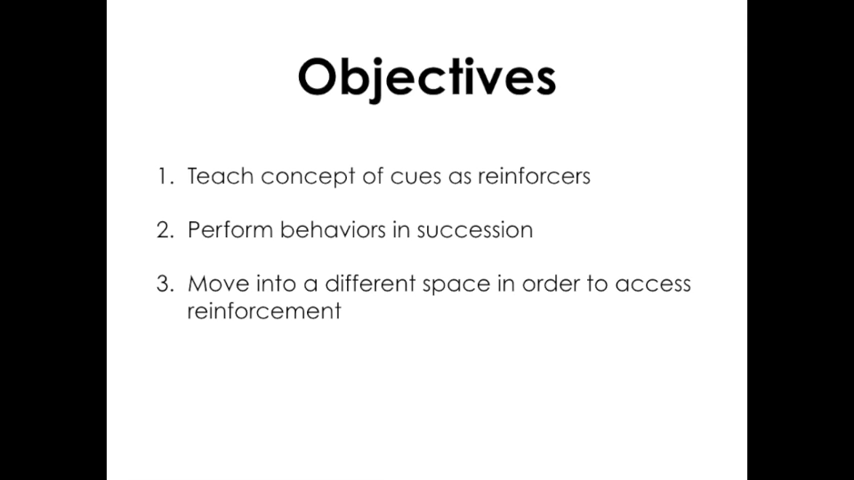 Objectives
1. Teach concept of cues as reinforcers
2. Perform behaviors in succession
3. Move into a different space in order to access
reinforcement